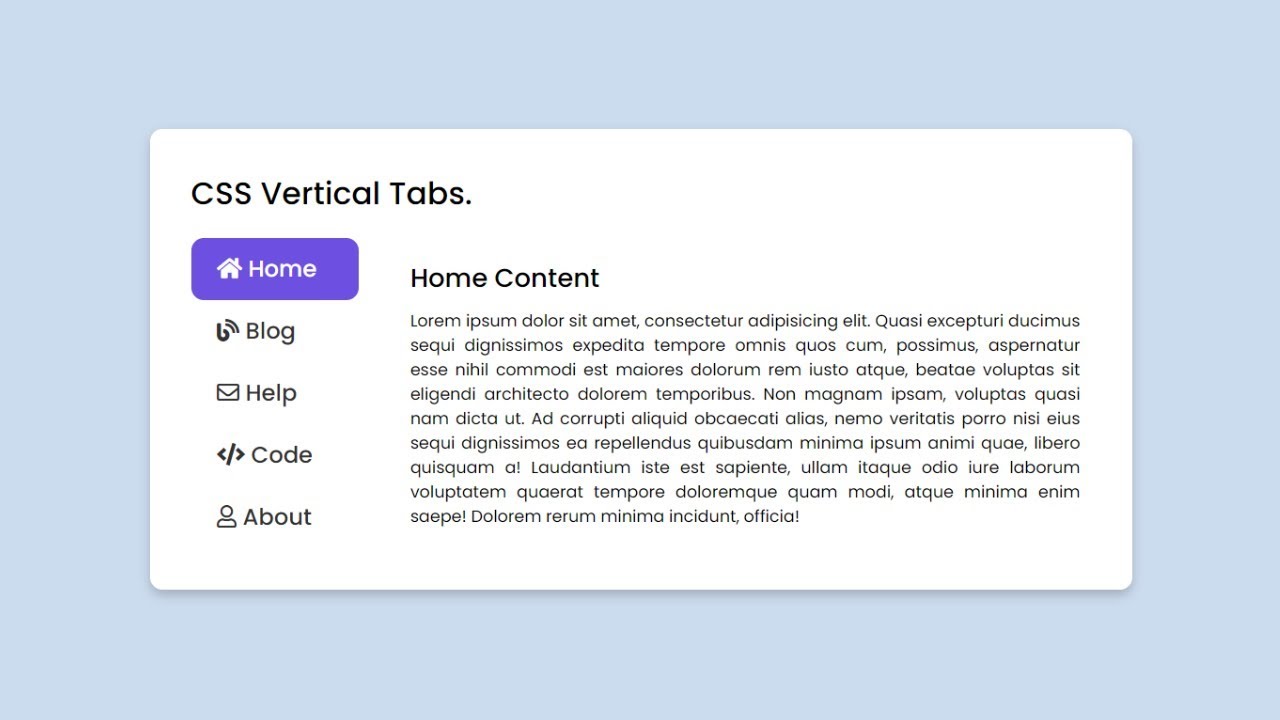 CSS Vertical Tabs.
Home
Blog
Help
Code
About
Home Content
Lorem ipsum dolor sit amet, consectetur adipisicing elit. Quasi excepturi ducimus
sequi dignissimos expedita tempore omnis quos cum, possimus, aspernatur
esse nihil commodi est maiores dolorum rem iusto atque, beatae voluptas sit
eligendi architecto dolorem temporibus. Non magnam ipsam, voluptas quasi
nam dicta ut. Ad corrupti aliquid obcaecati alias, nemo veritatis porro nisi eius
sequi dignissimos ea repellendus quibusdam minima ipsum animi quae, libero
quisquam a! Laudantium iste est sapiente, ullam itaque odio iure laborum
voluptatem quaerat tempore doloremque quam modi, atque minima enim
saepe! Dolorem rerum minima incidunt, officia!